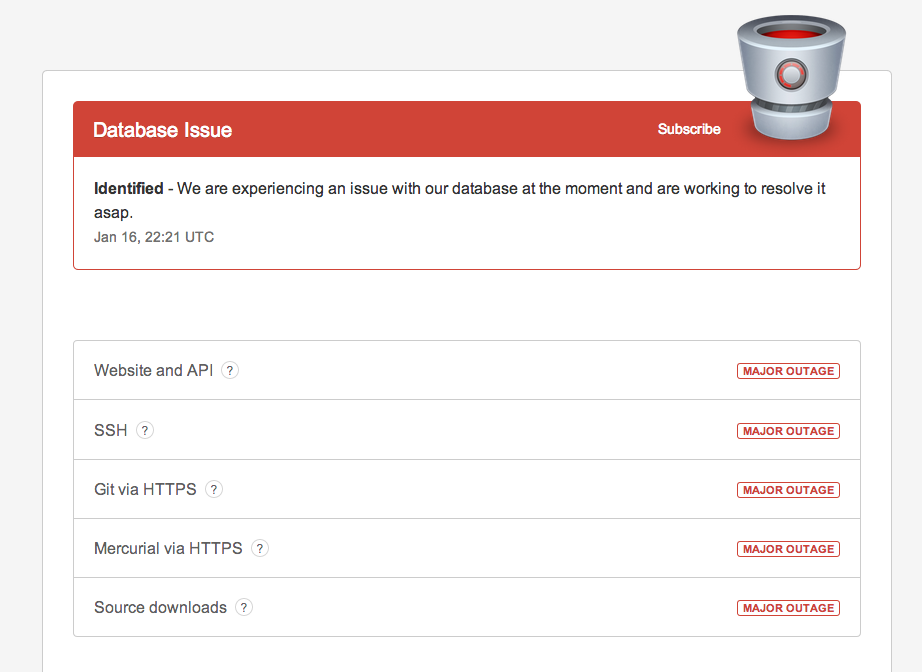 Database Issue Subscribe
Identified - We are experiencing an issue with our database at the moment and are working to resolve it
asap.
Jan 16, 22:21 UTC
Website and API ? MAJOR OUTAGE
SSH ? MAJOR OUTAGE
Git via HTTPS ? MAJOR OUTAGE
Mercurial via HTTPS ? MAJOR OUTAGE
Source downloads ? MAJOR OUTAGE